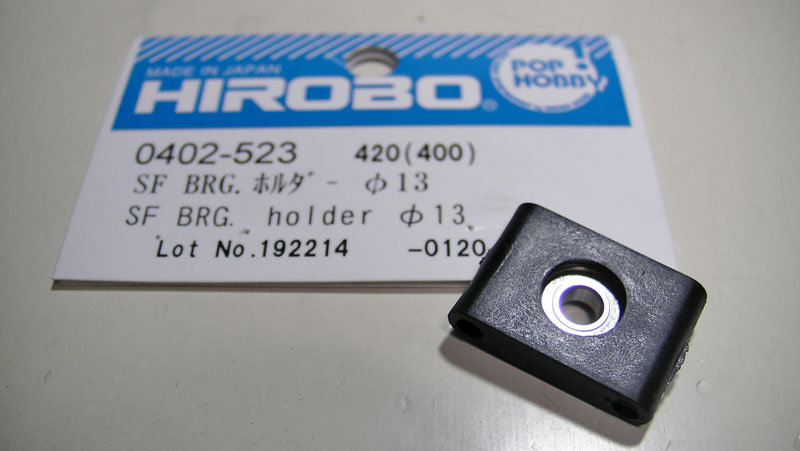 MADE IN JAPAN
HIROBO®
POP!
HOBBY
0402-523 420(400)
SF BRG. ホルダﾞ- φ13
SF BRG. holder φ13
Lot No.192214 -0120